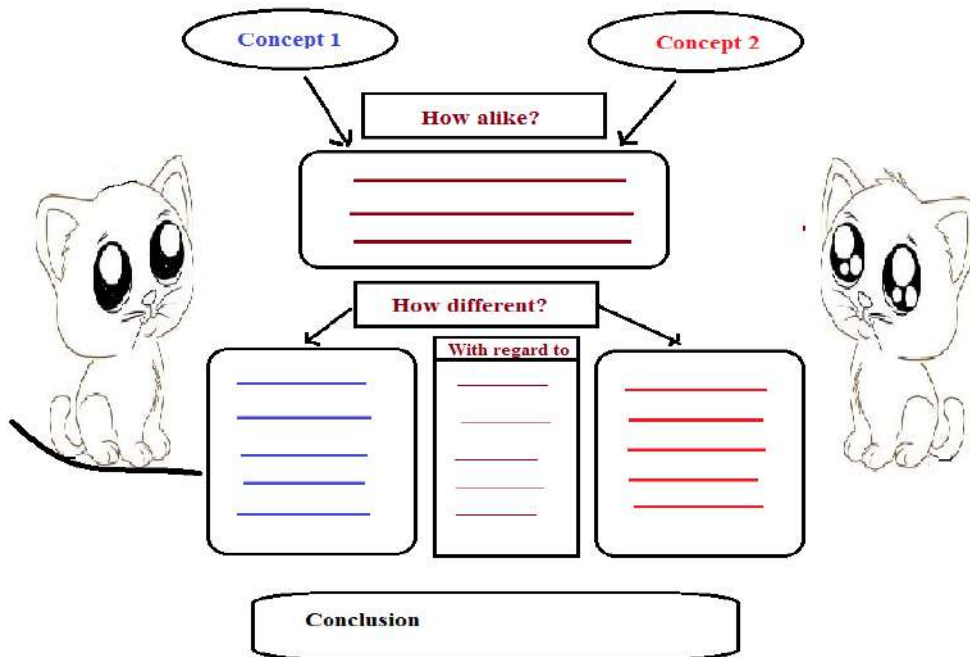 Concept 1
Concept 2
How alike?
How different?
With regard to
Conclusion